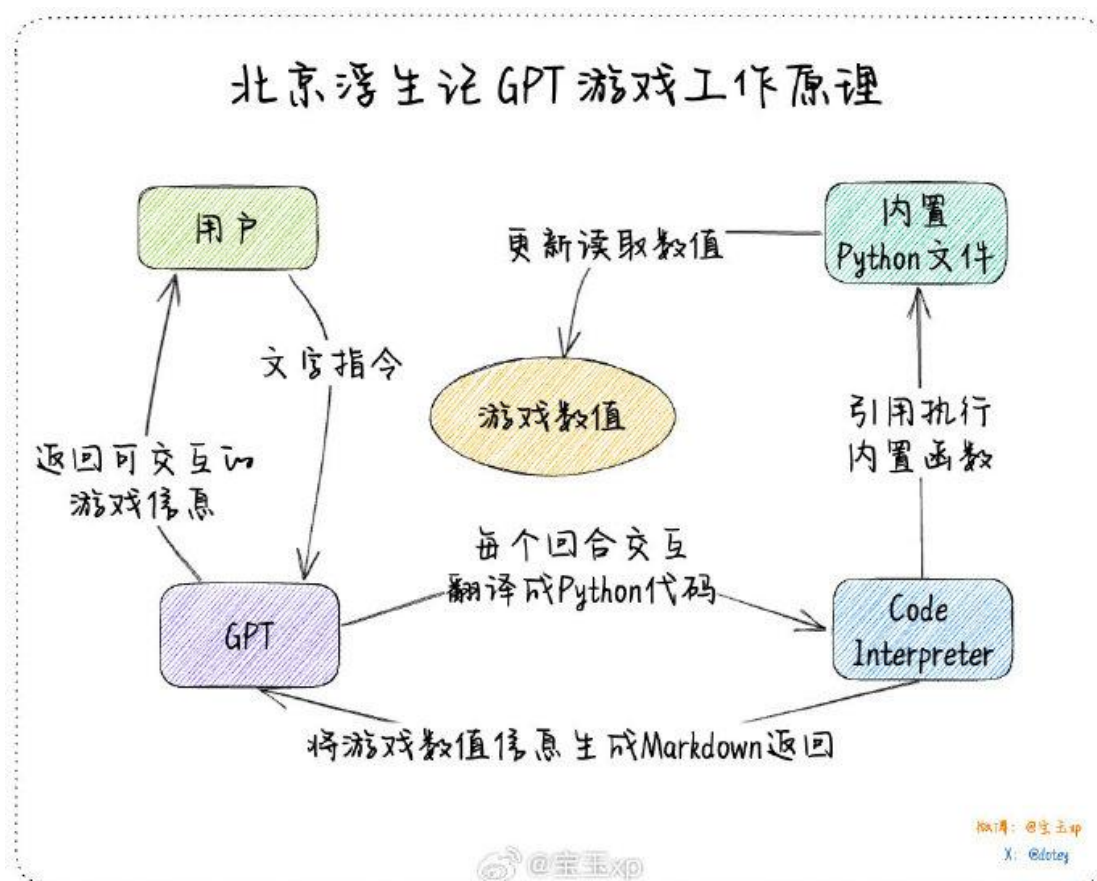 北京浮生记GPT游戏工作原理
用户
内置
Python文件
更新读取数值
文字指令
游戏数值
引用执行
内置函数
返回可交互的
游戏信息
每个回合交互
翻译成Python代码
GPT
Code
Interpreter
将游戏数值信息生成Markdown返回
微博：@宝玉xp
X: @dotey
@宝玉xp